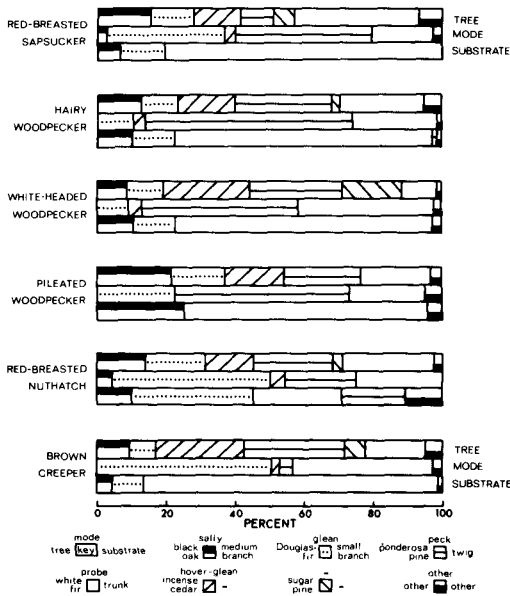 RED-BREASTED
SAPSUCKER
TREE
MODE
SUBSTRATE
HAIRY
WOODPECKER
WHITE-HEADED
WOODPECKER
PILEATED
WOODPECKER
RED-BREASTED
NUTHATCH
BROWN
CREEPER
TREE
MODE
SUBSTRATE
0 20 40 60 80 100
PERCENT
mode
tree key substrate
sally
black oak medium branch
glean
Douglas-fir small branch
peck
ponderosa pine twig
probe
white fir trunk
hover-glean
incense cedar -
-
sugar pine -
other
other other